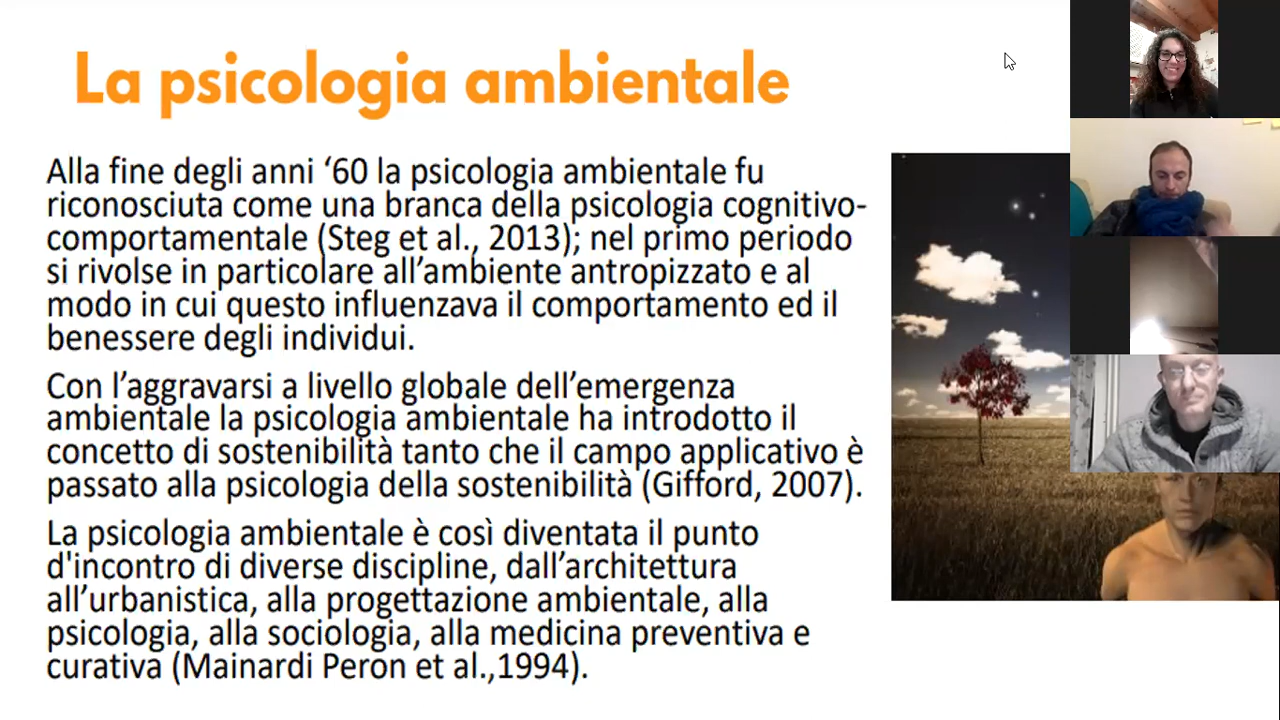 La psicologia ambientale
Alla fine degli anni ‘60 la psicologia ambientale fu
riconosciuta come una branca della psicologia cognitivo-
comportamentale (Steg et al., 2013); nel primo periodo
si rivolse in particolare all’ambiente antropizzato e al
modo in cui questo influenzava il comportamento ed il
benessere degli individui.
Con l’aggravarsi a livello globale dell’emergenza
ambientale la psicologia ambientale ha introdotto il
concetto di sostenibilità tanto che il campo applicativo è
passato alla psicologia della sostenibilità (Gifford, 2007).
La psicologia ambientale è così diventata il punto
d'incontro di diverse discipline, dall’architettura
all’urbanistica, alla progettazione ambientale, alla
psicologia, alla sociologia, alla medicina preventiva e
curativa (Mainardi Peron et al.,1994).